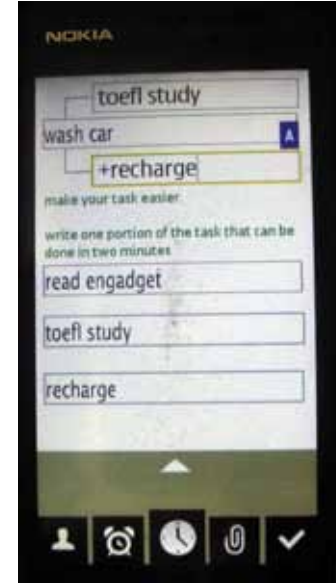 NOKIA
toefl study
wash car
A
+recharge
make your task easier
write one portion of the task that can be
done in two minutes
read engadget
toefl study
recharge